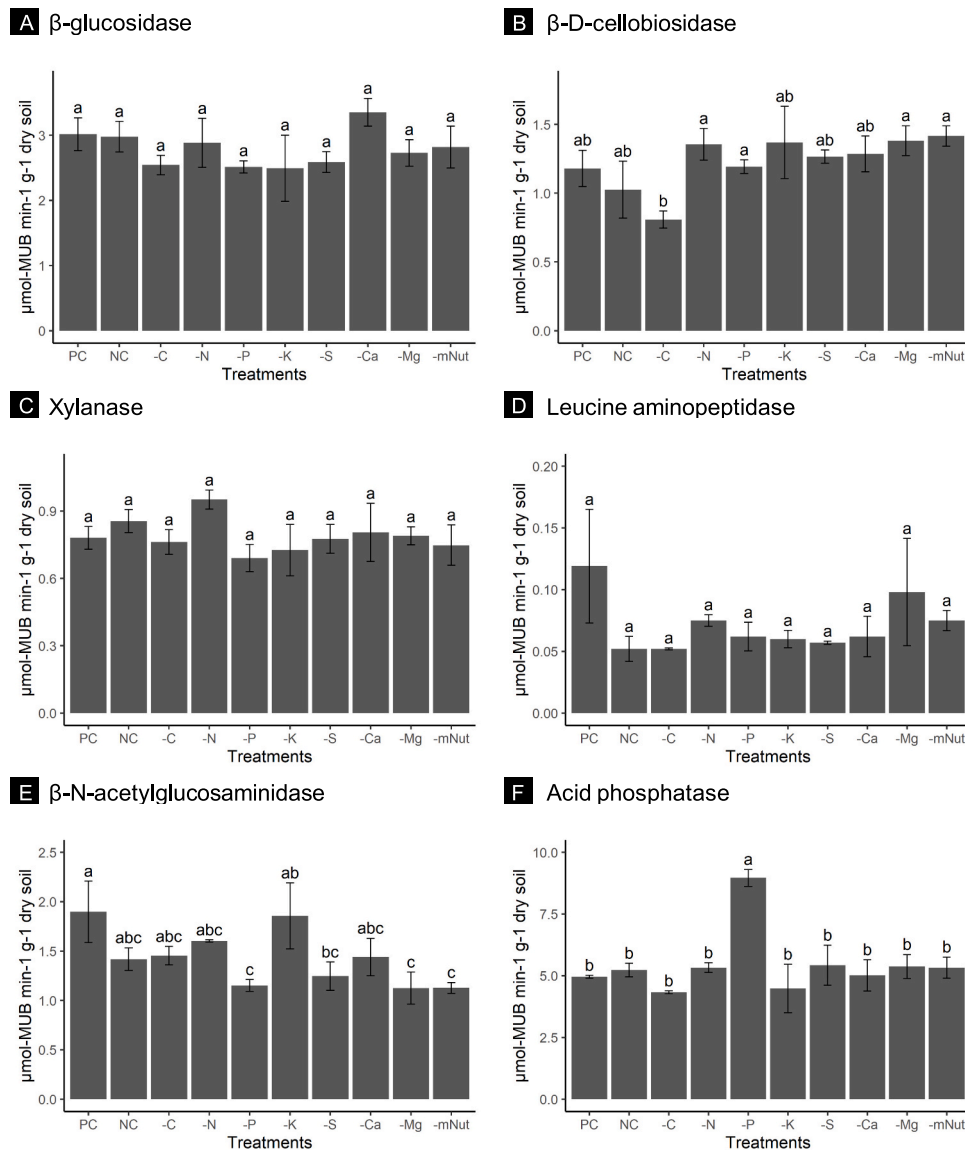 A β-glucosidase
B β-D-cellobiosidase
μmol-MUB min-1 g-1 dry soil
3
2
1
0
a a a a a a a a a a
PC NC -C -N -P -K -S -Ca -Mg -mNut
Treatments
μmol-MUB min-1 g-1 dry soil
1.5
1.0
0.5
0.0
ab ab b a a ab ab ab a a
PC NC -C -N -P -K -S -Ca -Mg -mNut
Treatments
C Xylanase
D Leucine aminopeptidase
μmol-MUB min-1 g-1 dry soil
0.9
0.6
0.3
0.0
a a a a a a a a a a
PC NC -C -N -P -K -S -Ca -Mg -mNut
Treatments
μmol-MUB min-1 g-1 dry soil
0.20
0.15
0.10
0.05
0.00
a a a a a a a a a a
PC NC -C -N -P -K -S -Ca -Mg -mNut
Treatments
E β-N-acetylglucosaminidase
F Acid phosphatase
μmol-MUB min-1 g-1 dry soil
2.5
2.0
1.5
1.0
0.5
0.0
a abc abc abc c ab bc abc c c
PC NC -C -N -P -K -S -Ca -Mg -mNut
Treatments
μmol-MUB min-1 g-1 dry soil
10.0
7.5
5.0
2.5
0.0
b b b b a b b b b b
PC NC -C -N -P -K -S -Ca -Mg -mNut
Treatments